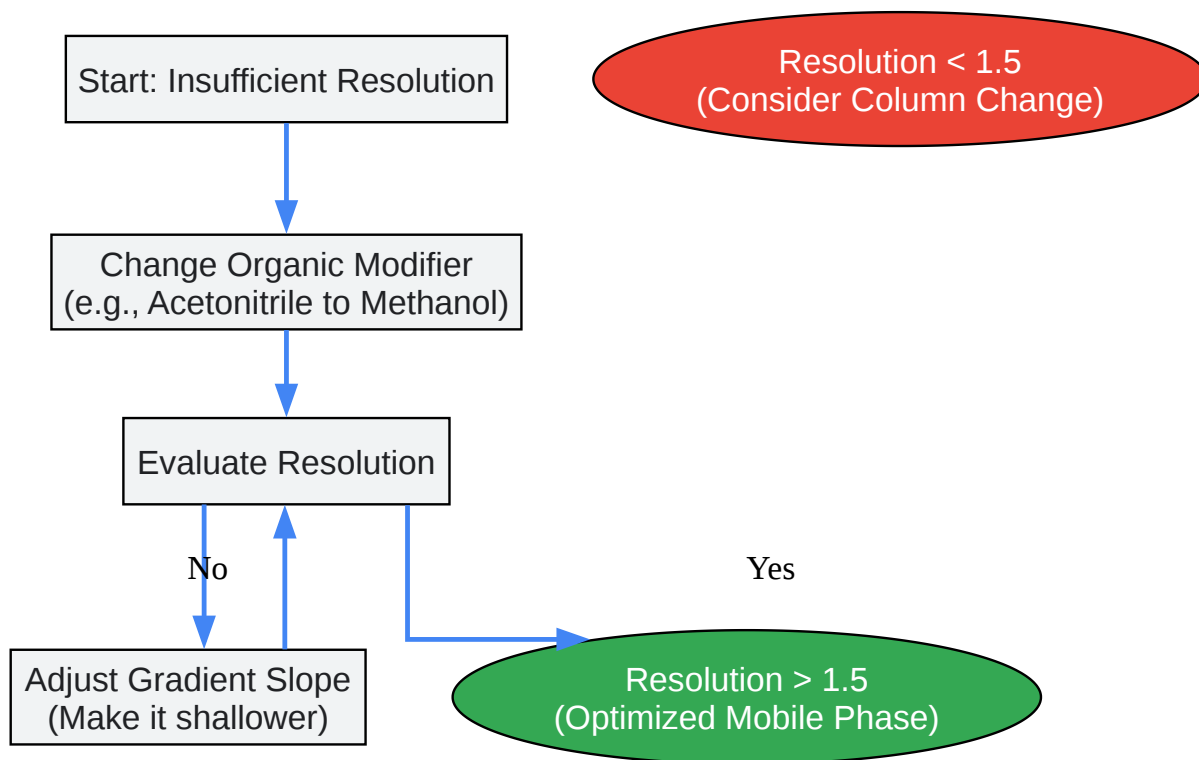 Start: Insufficient Resolution
Resolution < 1.5
(Consider Column Change)
Change Organic Modifier
(e.g., Acetonitrile to Methanol)
Evaluate Resolution
No
Yes
Adjust Gradient Slope
(Make it shallower)
Resolution > 1.5
(Optimized Mobile Phase)